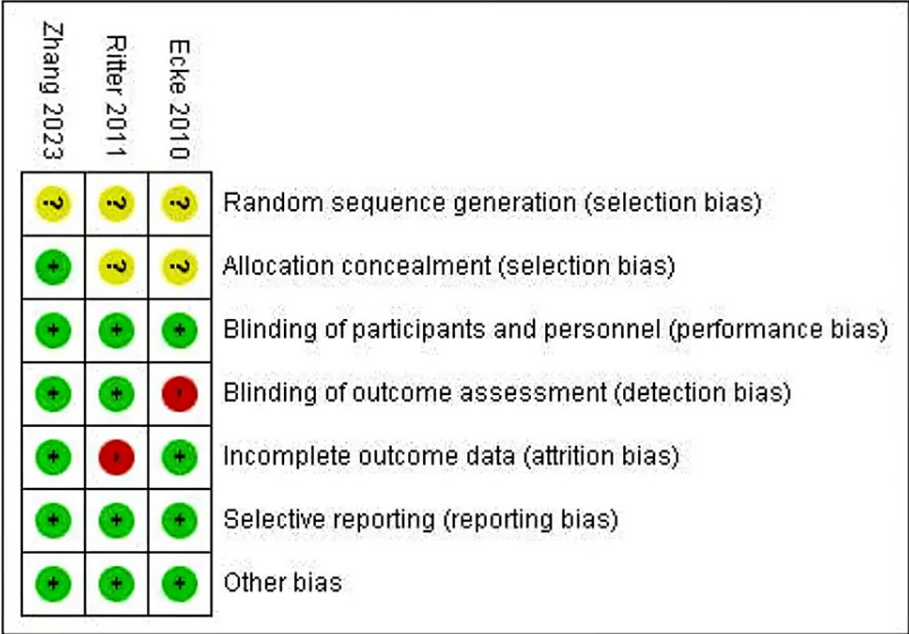 Zhang 2023
Ritter 2011
Ecke 2010
? ? ? Random sequence generation (selection bias)
+ ? ? Allocation concealment (selection bias)
+ + + Blinding of participants and personnel (performance bias)
+ + Blinding of outcome assessment (detection bias)
+ + Incomplete outcome data (attrition bias)
+ + + Selective reporting (reporting bias)
+ + + Other bias